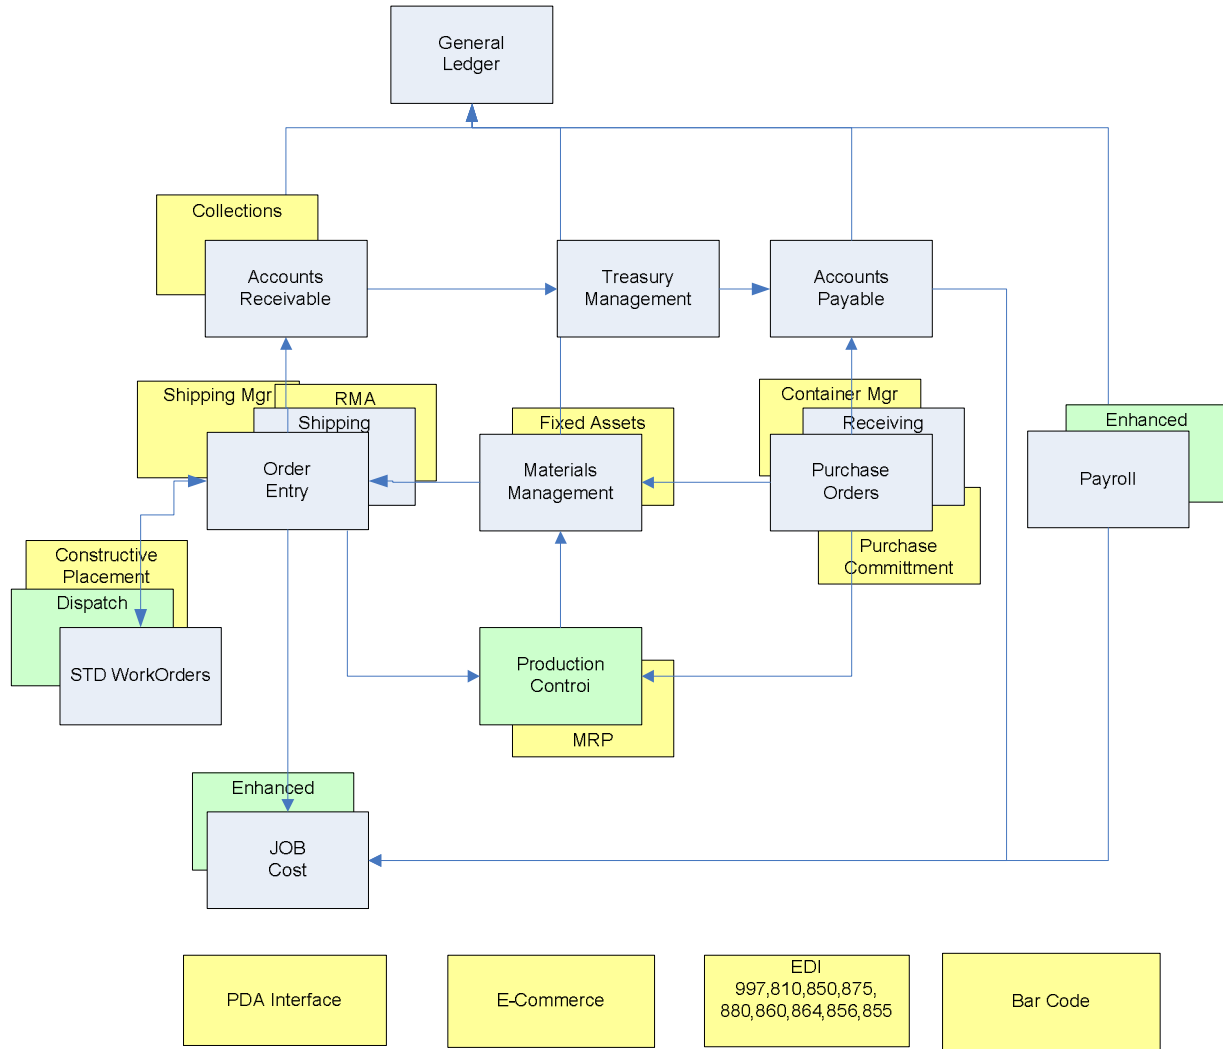 General
Ledger
Collections
Accounts
Receivable
Treasury
Management
Accounts
Payable
Shipping Mgr
RMA
Shipping
Order
Entry
Fixed Assets
Materials
Management
Container Mgr
Receiving
Purchase
Orders
Purchase
Committment
Enhanced
Payroll
Constructive
Placement
Dispatch
STD WorkOrders
Production
Controi
MRP
Enhanced
JOB
Cost
PDA Interface
E-Commerce
EDI
997,810,850,875,
880,860,864,856,855
Bar Code